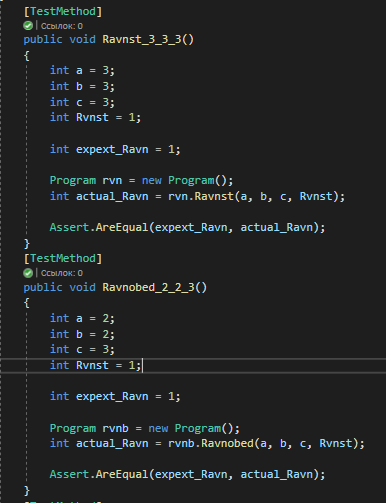 [TestMethod]
| Ссылок: 0
public void Ravnst_3_3_3()
{
int a = 3;
int b = 3;
int c = 3;
int Rvnst = 1;
int expext_Ravn = 1;
Program rvn = new Program();
int actual_Ravn = rvn.Ravnst(a, b, c, Rvnst);
Assert.AreEqual(expext_Ravn, actual_Ravn);
}
[TestMethod]
| Ссылок: 0
public void Ravnobed_2_2_3()
{
int a = 2;
int b = 2;
int c = 3;
int Rvnst = 1;
int expext_Ravn = 1;
Program rvnb = new Program();
int actual_Ravn = rvnb.Ravnobed(a, b, c, Rvnst);
Assert.AreEqual(expext_Ravn, actual_Ravn);
}
[TestMethod]